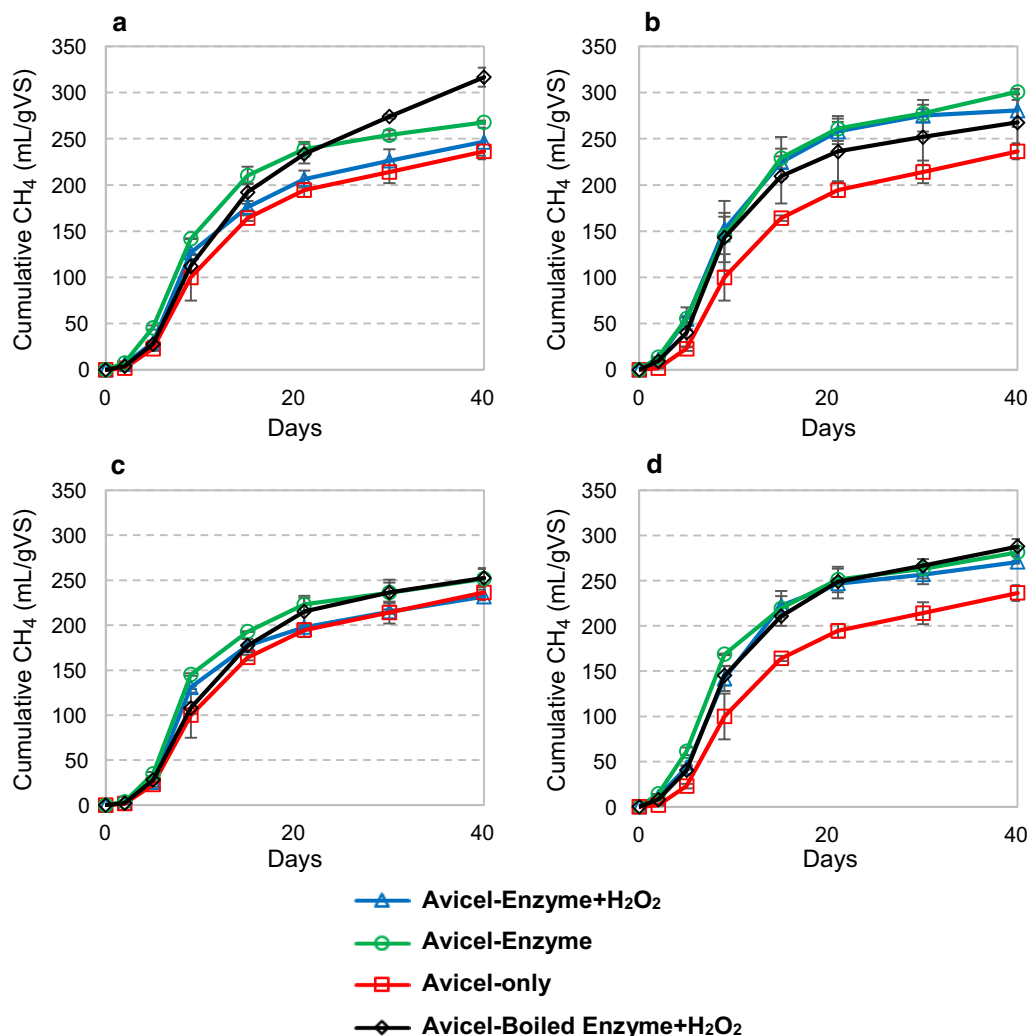 a
Cumulative CH₄ (mL/gVS)
350
300
250
200
150
100
50
0
0
20
40
Days
b
Cumulative CH₄ (mL/gVS)
350
300
250
200
150
100
50
0
0
20
40
Days
c
Cumulative CH₄ (mL/gVS)
350
300
250
200
150
100
50
0
0
20
40
Days
d
Cumulative CH₄ (mL/gVS)
350
300
250
200
150
100
50
0
0
20
40
Days
Avicel-Enzyme+H₂O₂
Avicel-Enzyme
Avicel-only
Avicel-Boiled Enzyme+H₂O₂